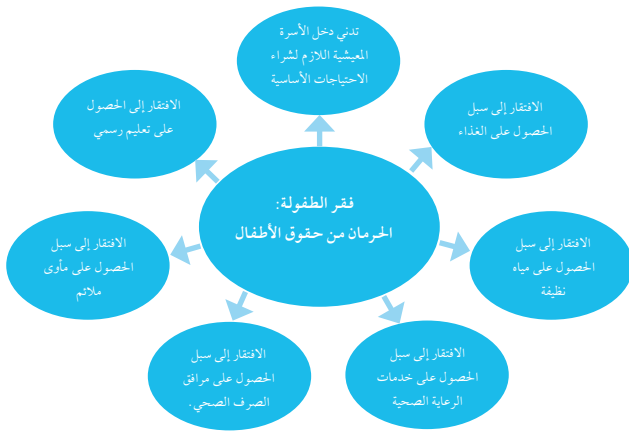 تدني دخل الأسرة
المعيشية اللازم لشراء
الاحتياجات الأساسية
الافتقار إلى سبل
الحصول على الغذاء
الافتقار إلى الحصول
على تعليم رسمي
فقر الطفولة:
الحرمان من حقوق الأطفال
الافتقار إلى سبل
الحصول على مياه
نظيفة
الافتقار إلى سبل
الحصول على مأوى
ملائم
الافتقار إلى سبل
الحصول على خدمات
الرعاية الصحية
الافتقار إلى سبل
الحصول على مرافق
الصرف الصحي.